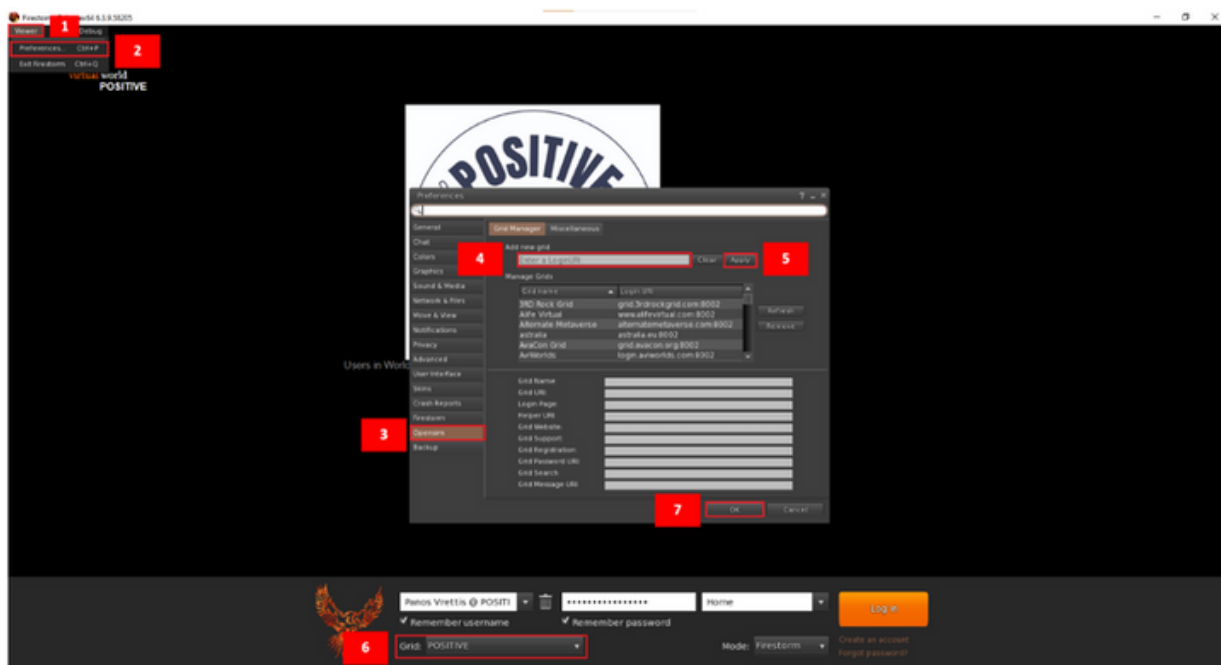 Viewer
1
Debug
Preferences... Ctrl+P
2
Exit Firestorm Ctrl+Q
virtual world
POSITIVE
POSITIVE
Preferences
General
Chat
Colors
Graphics
Sound & Media
Network & Files
Move & View
Notifications
Privacy
Advanced
User Interface
Skins
Crash Reports
Firestorm
3
Opensim
Backup
Grid Manager Miscellaneous
Add new grid
4
Enter a LoginURI
Clear
Apply
5
Manage Grids
Grid name Login URI
3RD Rock Grid grid.3rdrockgrid.com:8002
Alife Virtual www.alifevirtual.com:8002
Alternate Metaverse alternatemetaverse.com:8002
astralia astralia.eu:8002
AvaCon Grid grid.avacon.org:8002
AviWorlds login.aviworlds.com:8002
Refresh
Remove
Users in World
Grid Name
Grid URI
Login Page
Helper URI
Grid Website
Grid Support
Grid Registration:
Grid Password URI:
Grid Search
Grid Message URI
7
OK
Cancel
Panos Vrettis @ POSITI
Home
Log in
Remember username
Remember password
6
Grid: POSITIVE
Mode: Firestorm
Create an account
Forgot password?